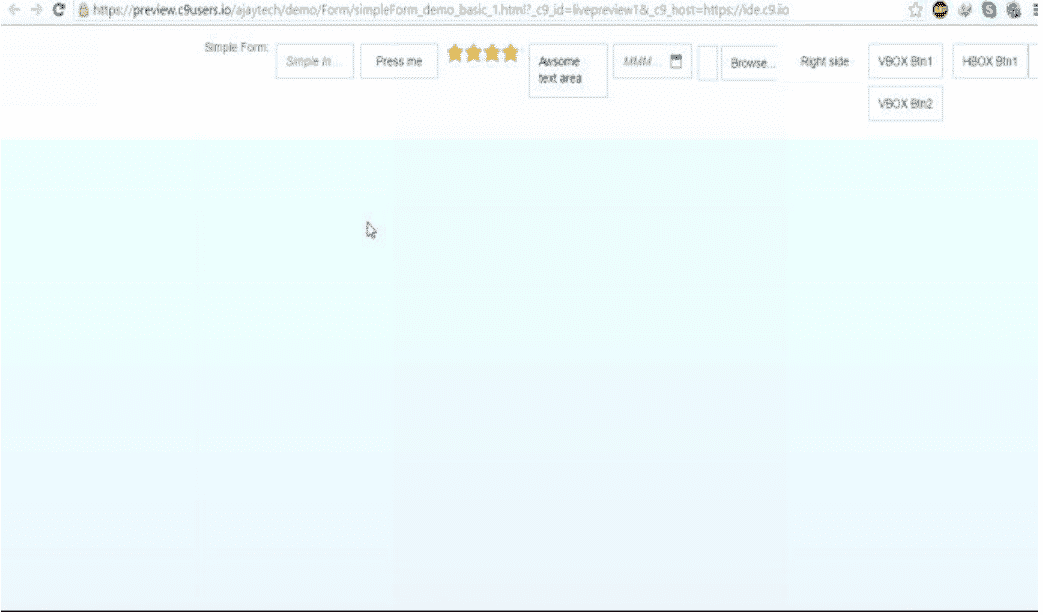 https://preview.c9users.io/ajaytech/demo/Form/simpleForm_demo_basic_1.html?_c9_id=livepreview1&_c9_host=https://ide.c9.io
Simple Form:
Simple In...
Press me
Awsome
text area
MMM ...
Browse...
Right side
VBOX Btn1
HBOX Btn1
VBOX Btn2